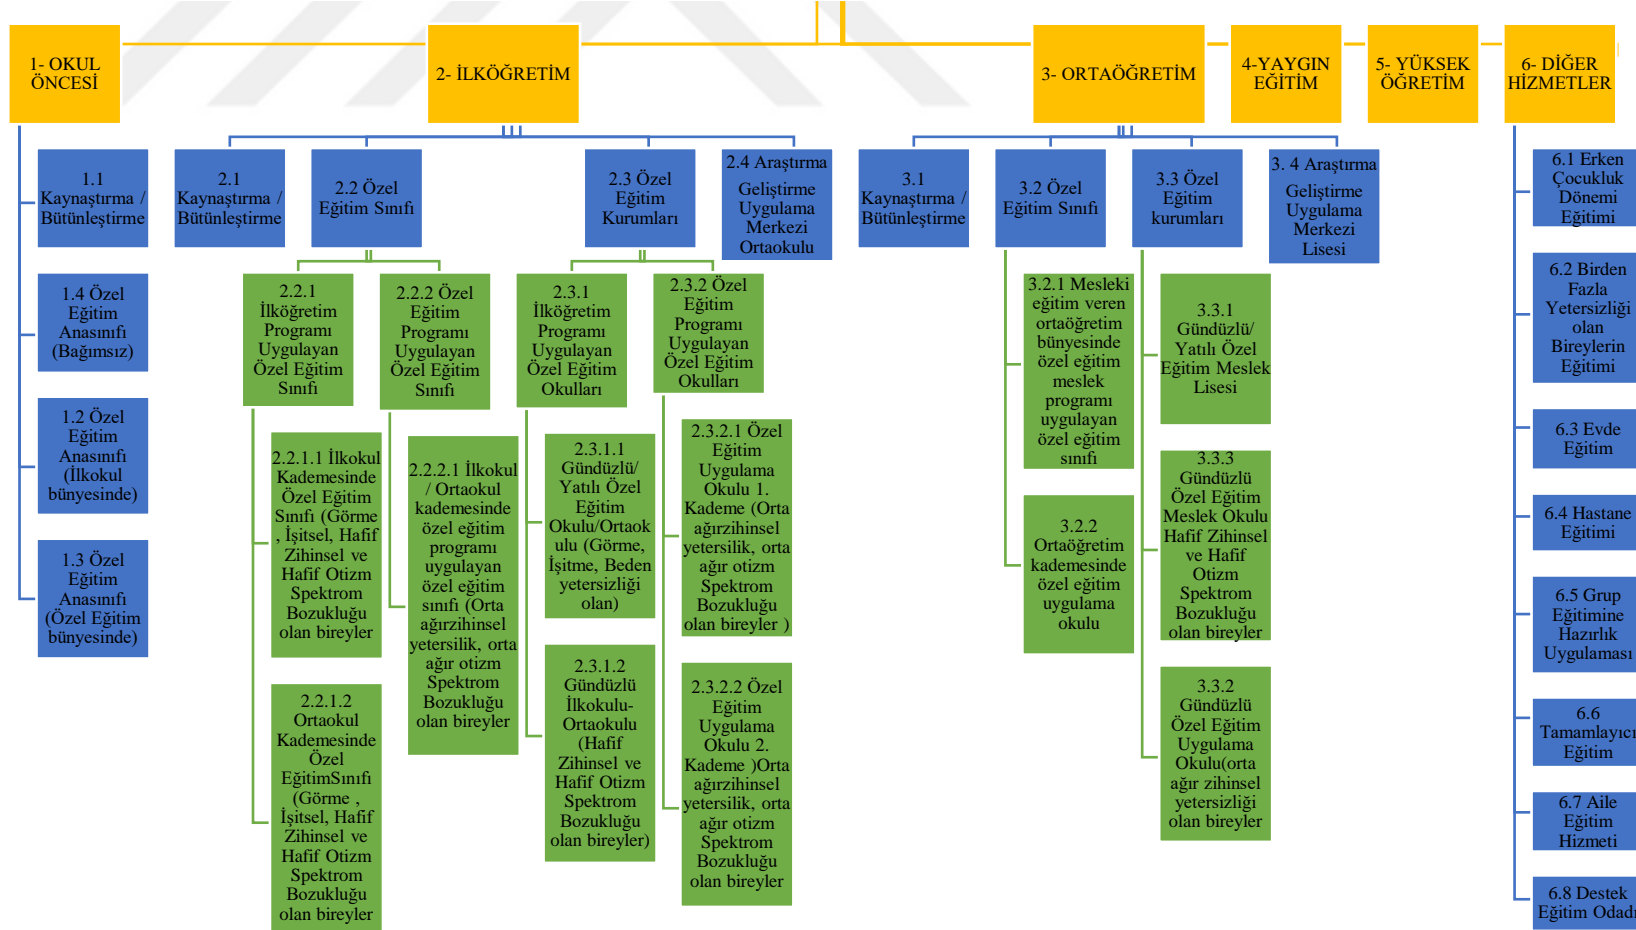 1- OKUL
ÖNCESİ
2- İLKÖĞRETİM
3- ORTAÖĞRETİM
4-YAYGIN
EĞİTİM
5- YÜKSEK
ÖĞRETİM
6- DİĞER
HİZMETLER
1.1
Kaynaştırma /
Bütünleştirme
1.4 Özel
Eğitim
Anasınıfı
(Bağımsız)
1.2 Özel
Eğitim
Anasınıfı
(İlkokul
bünyesinde)
1.3 Özel
Eğitim
Anasınıfı
(Özel Eğitim
bünyesinde)
2.1
Kaynaştırma /
Bütünleştirme
2.2 Özel
Eğitim Sınıfı
2.2.1
İlköğretim
Programı
Uygulayan
Özel Eğitim
Sınıfı
2.2.1.1 İlkokul
Kademesinde
Özel Eğitim
Sınıfı (Görme
, İşitsel, Hafif
Zihinsel ve
Hafif Otizm
Spektrom
Bozukluğu
olan bireyler
2.2.1.2
Ortaokul
Kademesinde
Özel
EğitimSınıfı
(Görme ,
İşitsel, Hafif
Zihinsel ve
Hafif Otizm
Spektrom
Bozukluğu
olan bireyler
2.2.2 Özel
Eğitim
Programı
Uygulayan
Özel Eğitim
Sınıfı
2.2.2.1 İlkokul
/ Ortaokul
kademesinde
özel eğitim
programı
uygulayan
özel eğitim
sınıfı (Orta
ağırzihinsel
yetersilik, orta
ağır otizm
Spektrom
Bozukluğu
olan bireyler
2.3 Özel
Eğitim
Kurumları
2.3.1
İlköğretim
Programı
Uygulayan
Özel Eğitim
Okulları
2.3.1.1
Gündüzlü/
Yatılı Özel
Eğitim
Okulu/Ortaok
ulu (Görme,
İşitme, Beden
yetersizliği
olan)
2.3.1.2
Gündüzlü
İlkokulu-
Ortaokulu
(Hafif
Zihinsel ve
Hafif Otizm
Spektrom
Bozukluğu
olan bireyler)
2.3.2 Özel
Eğitim
Programı
Uygulayan
Özel Eğitim
Okulları
2.3.2.1 Özel
Eğitim
Uygulama
Okulu 1.
Kademe (Orta
ağırzihinsel
yetersilik, orta
ağır otizm
Spektrom
Bozukluğu
olan bireyler )
2.3.2.2 Özel
Eğitim
Uygulama
Okulu 2.
Kademe )Orta
ağırzihinsel
yetersilik, orta
ağır otizm
Spektrom
Bozukluğu
olan bireyler
2.4 Araştırma
Geliştirme
Uygulama
Merkezi
Ortaokulu
3.1
Kaynaştırma /
Bütünleştirme
3.2 Özel
Eğitim Sınıfı
3.2.1 Mesleki
eğitim veren
ortaöğretim
bünyesinde
özel eğitim
meslek
programı
uygulayan
özel eğitim
sınıfı
3.2.2
Ortaöğretim
kademesinde
özel eğitim
uygulama
okulu
3.3 Özel
Eğitim
kurumları
3.3.1
Gündüzlü/
Yatılı Özel
Eğitim Meslek
Lisesi
3.3.3
Gündüzlü
Özel Eğitim
Meslek Okulu
Hafif Zihinsel
ve Hafif
Otizm
Spektrom
Bozukluğu
olan bireyler
3.3.2
Gündüzlü
Özel Eğitim
Uygulama
Okulu(orta
ağır zihinsel
yetersizliği
olan bireyler
3. 4 Araştırma
Geliştirme
Uygulama
Merkezi
Lisesi
6.1 Erken
Çocukluk
Dönemi
Eğitimi
6.2 Birden
Fazla
Yetersizliği
olan
Bireylerin
Eğitimi
6.3 Evde
Eğitim
6.4 Hastane
Eğitimi
6.5 Grup
Eğitimine
Hazırlık
Uygulaması
6.6
Tamamlayıcı
Eğitim
6.7 Aile
Eğitim
Hizmeti
6.8 Destek
Eğitim Odadı